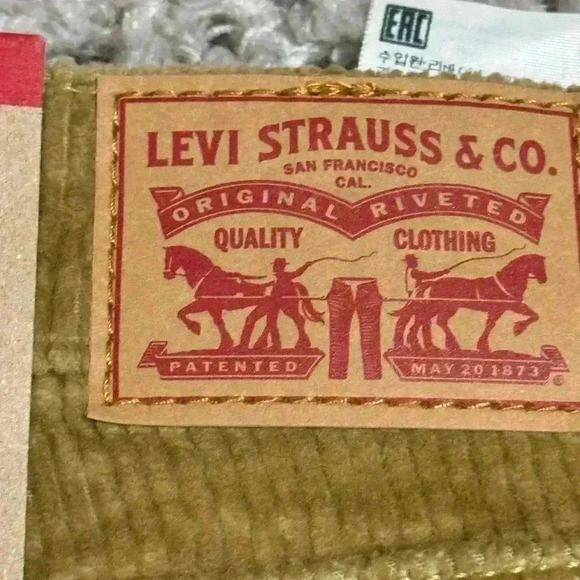 EAC
LEVI STRAUSS & CO.
SAN FRANCISCO
CAL.
ORIGINAL RIVETED
QUALITY CLOTHING
PATENTED MAY 20 1873